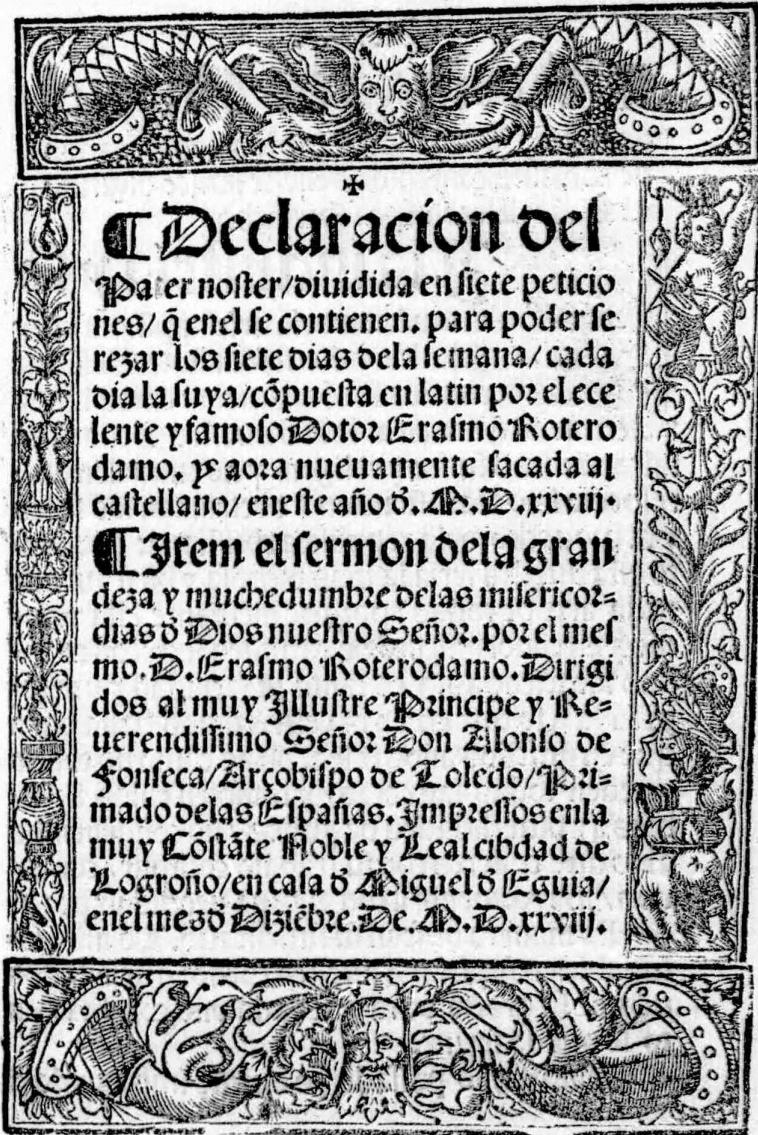 ✠
¶ Declaracion del
Pater noster/diuidida en siete peticio
nes/ q̃ enel se contienen. para poder se
rezar los siete dias dela semana/ cada
dia la suya/cõpuesta en latin por el ece
lente y famoso Dotor Erasmo Rotero
damo. y aora nueuamente sacada al
castellano/ eneste año đ. M.D.xxviij.
¶ Item el sermon dela gran
deza y muchedumbre delas misericor=
dias đ Dios nuestro Señor. por el mes
mo. D. Erasmo Roterodamo. Dirigi
dos al muy Illustre Principe y Re=
uerendissimo Señor Don Alonso de
Fonseca/Arçobispo de Toledo/Pri=
mado delas Españas. Impressos enla
muy Cõstãte Noble y Leal cibdad de
Logroño/en casa đ Miguel đ Eguia/
enel mes đ Diziẽbre. De. M.D.xxviij.